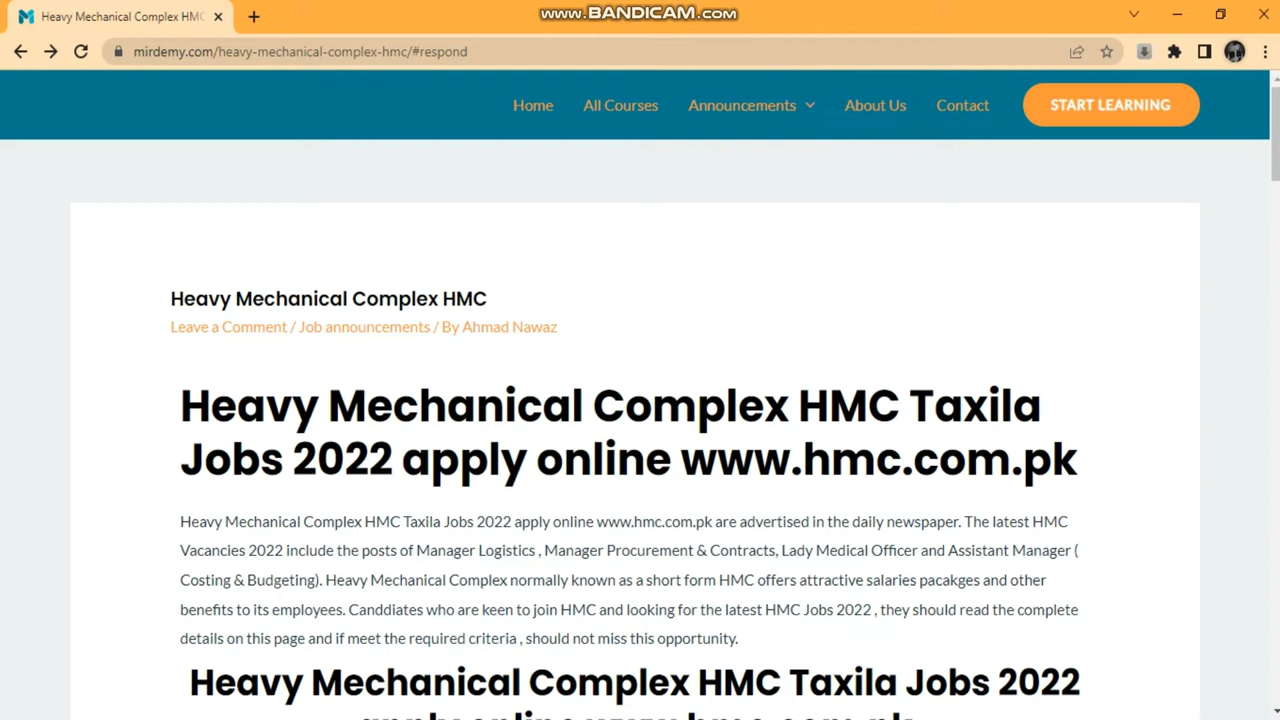 www.BANDICAM.com
Heavy Mechanical Complex HMC
mirdemy.com/heavy-mechanical-complex-hmc/#respond
Home All Courses Announcements About Us Contact START LEARNING
Heavy Mechanical Complex HMC
Leave a Comment / Job announcements / By Ahmad Nawaz
Heavy Mechanical Complex HMC Taxila
Jobs 2022 apply online www.hmc.com.pk
Heavy Mechanical Complex HMC Taxila Jobs 2022 apply online www.hmc.com.pk are advertised in the daily newspaper. The latest HMC
Vacancies 2022 include the posts of Manager Logistics , Manager Procurement & Contracts, Lady Medical Officer and Assistant Manager (
Costing & Budgeting). Heavy Mechanical Complex normally known as a short form HMC offers attractive salaries pacakges and other
benefits to its employees. Canddiates who are keen to join HMC and looking for the latest HMC Jobs 2022 , they should read the complete
details on this page and if meet the required criteria , should not miss this opportunity.
Heavy Mechanical Complex HMC Taxila Jobs 2022
apply online www.hmc.com.pk